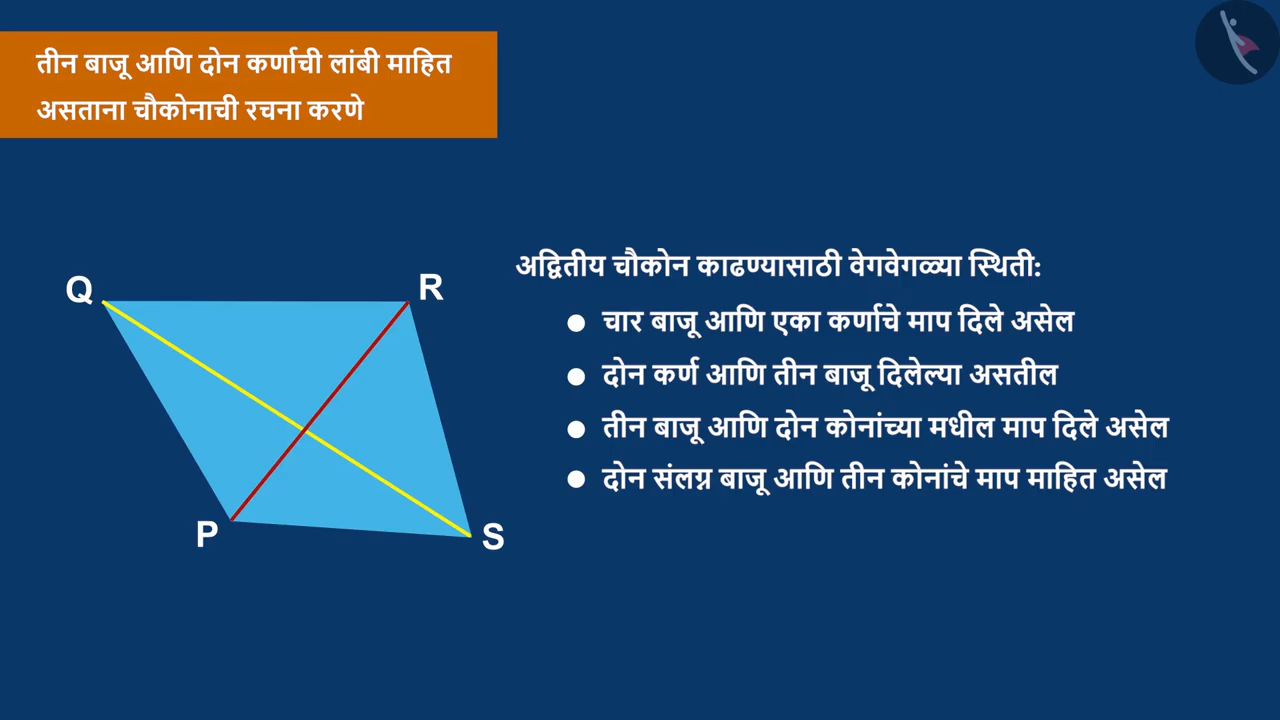 तीन बाजू आणि दोन कर्णाची लांबी माहित
असताना चौकोनाची रचना करणे
अद्वितीय चौकोन काढण्यासाठी वेगवेगळ्या स्थिती:
● चार बाजू आणि एका कर्णाचे माप दिले असेल
● दोन कर्ण आणि तीन बाजू दिलेल्या असतील
● तीन बाजू आणि दोन कोनांच्या मधील माप दिले असेल
● दोन संलग्न बाजू आणि तीन कोनांचे माप माहित असेल
Q
R
P
S